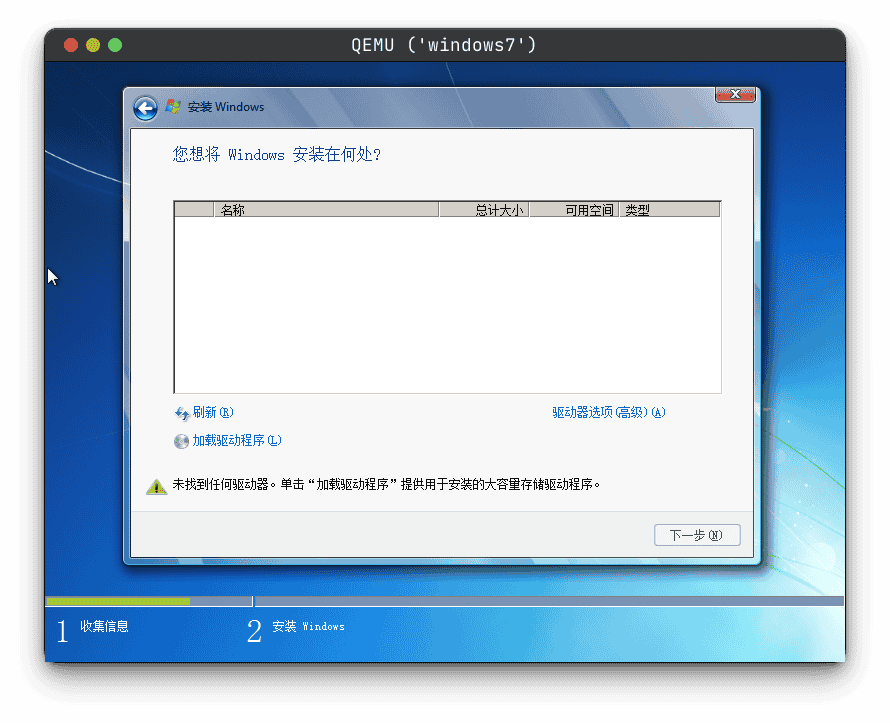 QEMU ('windows7')
安装 Windows
您想将 Windows 安装在何处?
名称 总计大小 可用空间 类型
刷新(R) 驱动器选项(高级)(A)
加载驱动程序(L)
未找到任何驱动器。单击“加载驱动程序”提供用于安装的大容量存储驱动程序。
下一步(N)
1 收集信息 2 安装 Windows